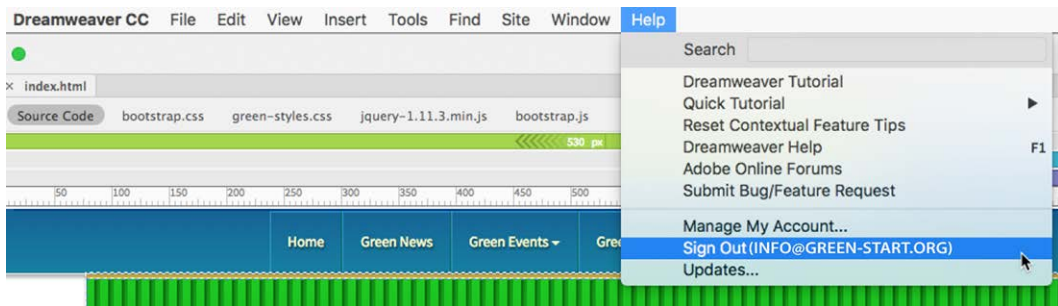 Dreamweaver CC File Edit View Insert Tools Find Site Window Help
Search
× index.html
Dreamweaver Tutorial
Quick Tutorial
Source Code bootstrap.css green-styles.css jquery-1.11.3.min.js bootstrap.js
Reset Contextual Feature Tips
530 px
Dreamweaver Help F1
Adobe Online Forums
50 100 150 200 250 300 350 400 450 500
Submit Bug/Feature Request
Manage My Account...
Home Green News Green Events Gree
Sign Out(INFO@GREEN-START.ORG)
Updates...